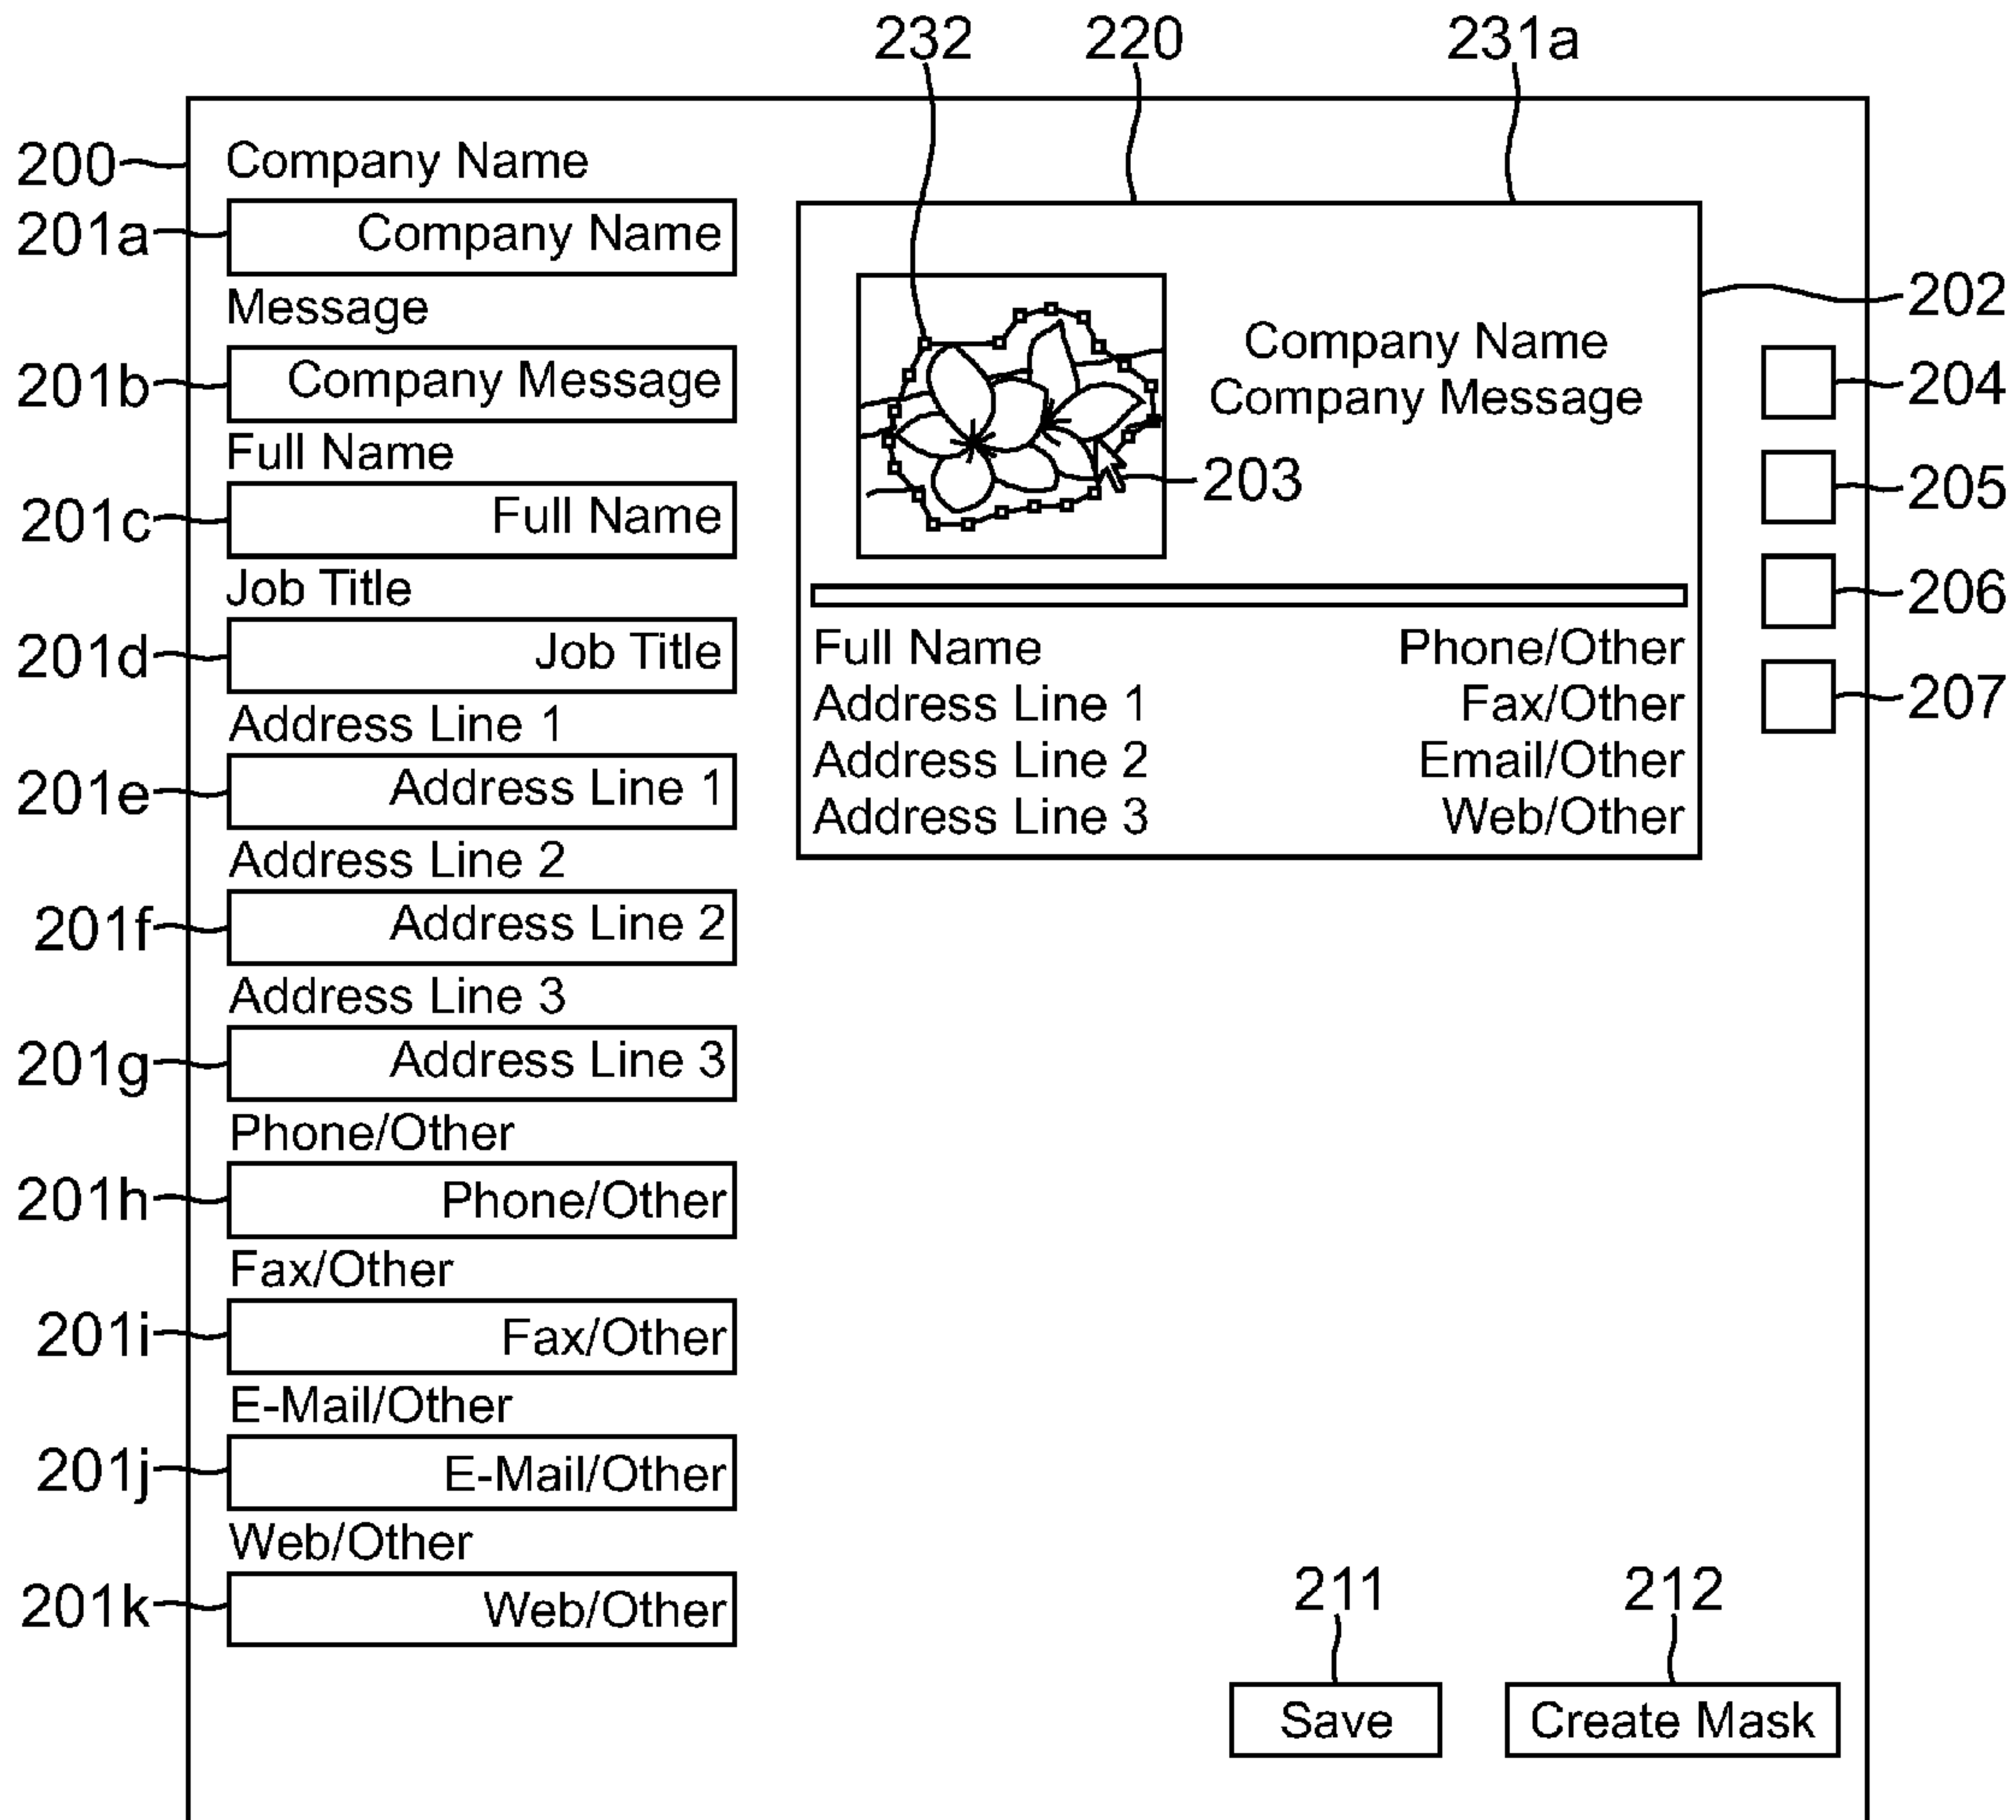 232 220 231a
200 Company Name
201a Company Name
Message
201b Company Message
Full Name
201c Full Name
Job Title
201d Job Title
Address Line 1
201e Address Line 1
Address Line 2
201f Address Line 2
Address Line 3
201g Address Line 3
Phone/Other
201h Phone/Other
Fax/Other
201i Fax/Other
E-Mail/Other
201j E-Mail/Other
Web/Other
201k Web/Other
Company Name
Company Message
203
Full Name Phone/Other
Address Line 1 Fax/Other
Address Line 2 Email/Other
Address Line 3 Web/Other
202
204
205
206
207
211 212
Save Create Mask